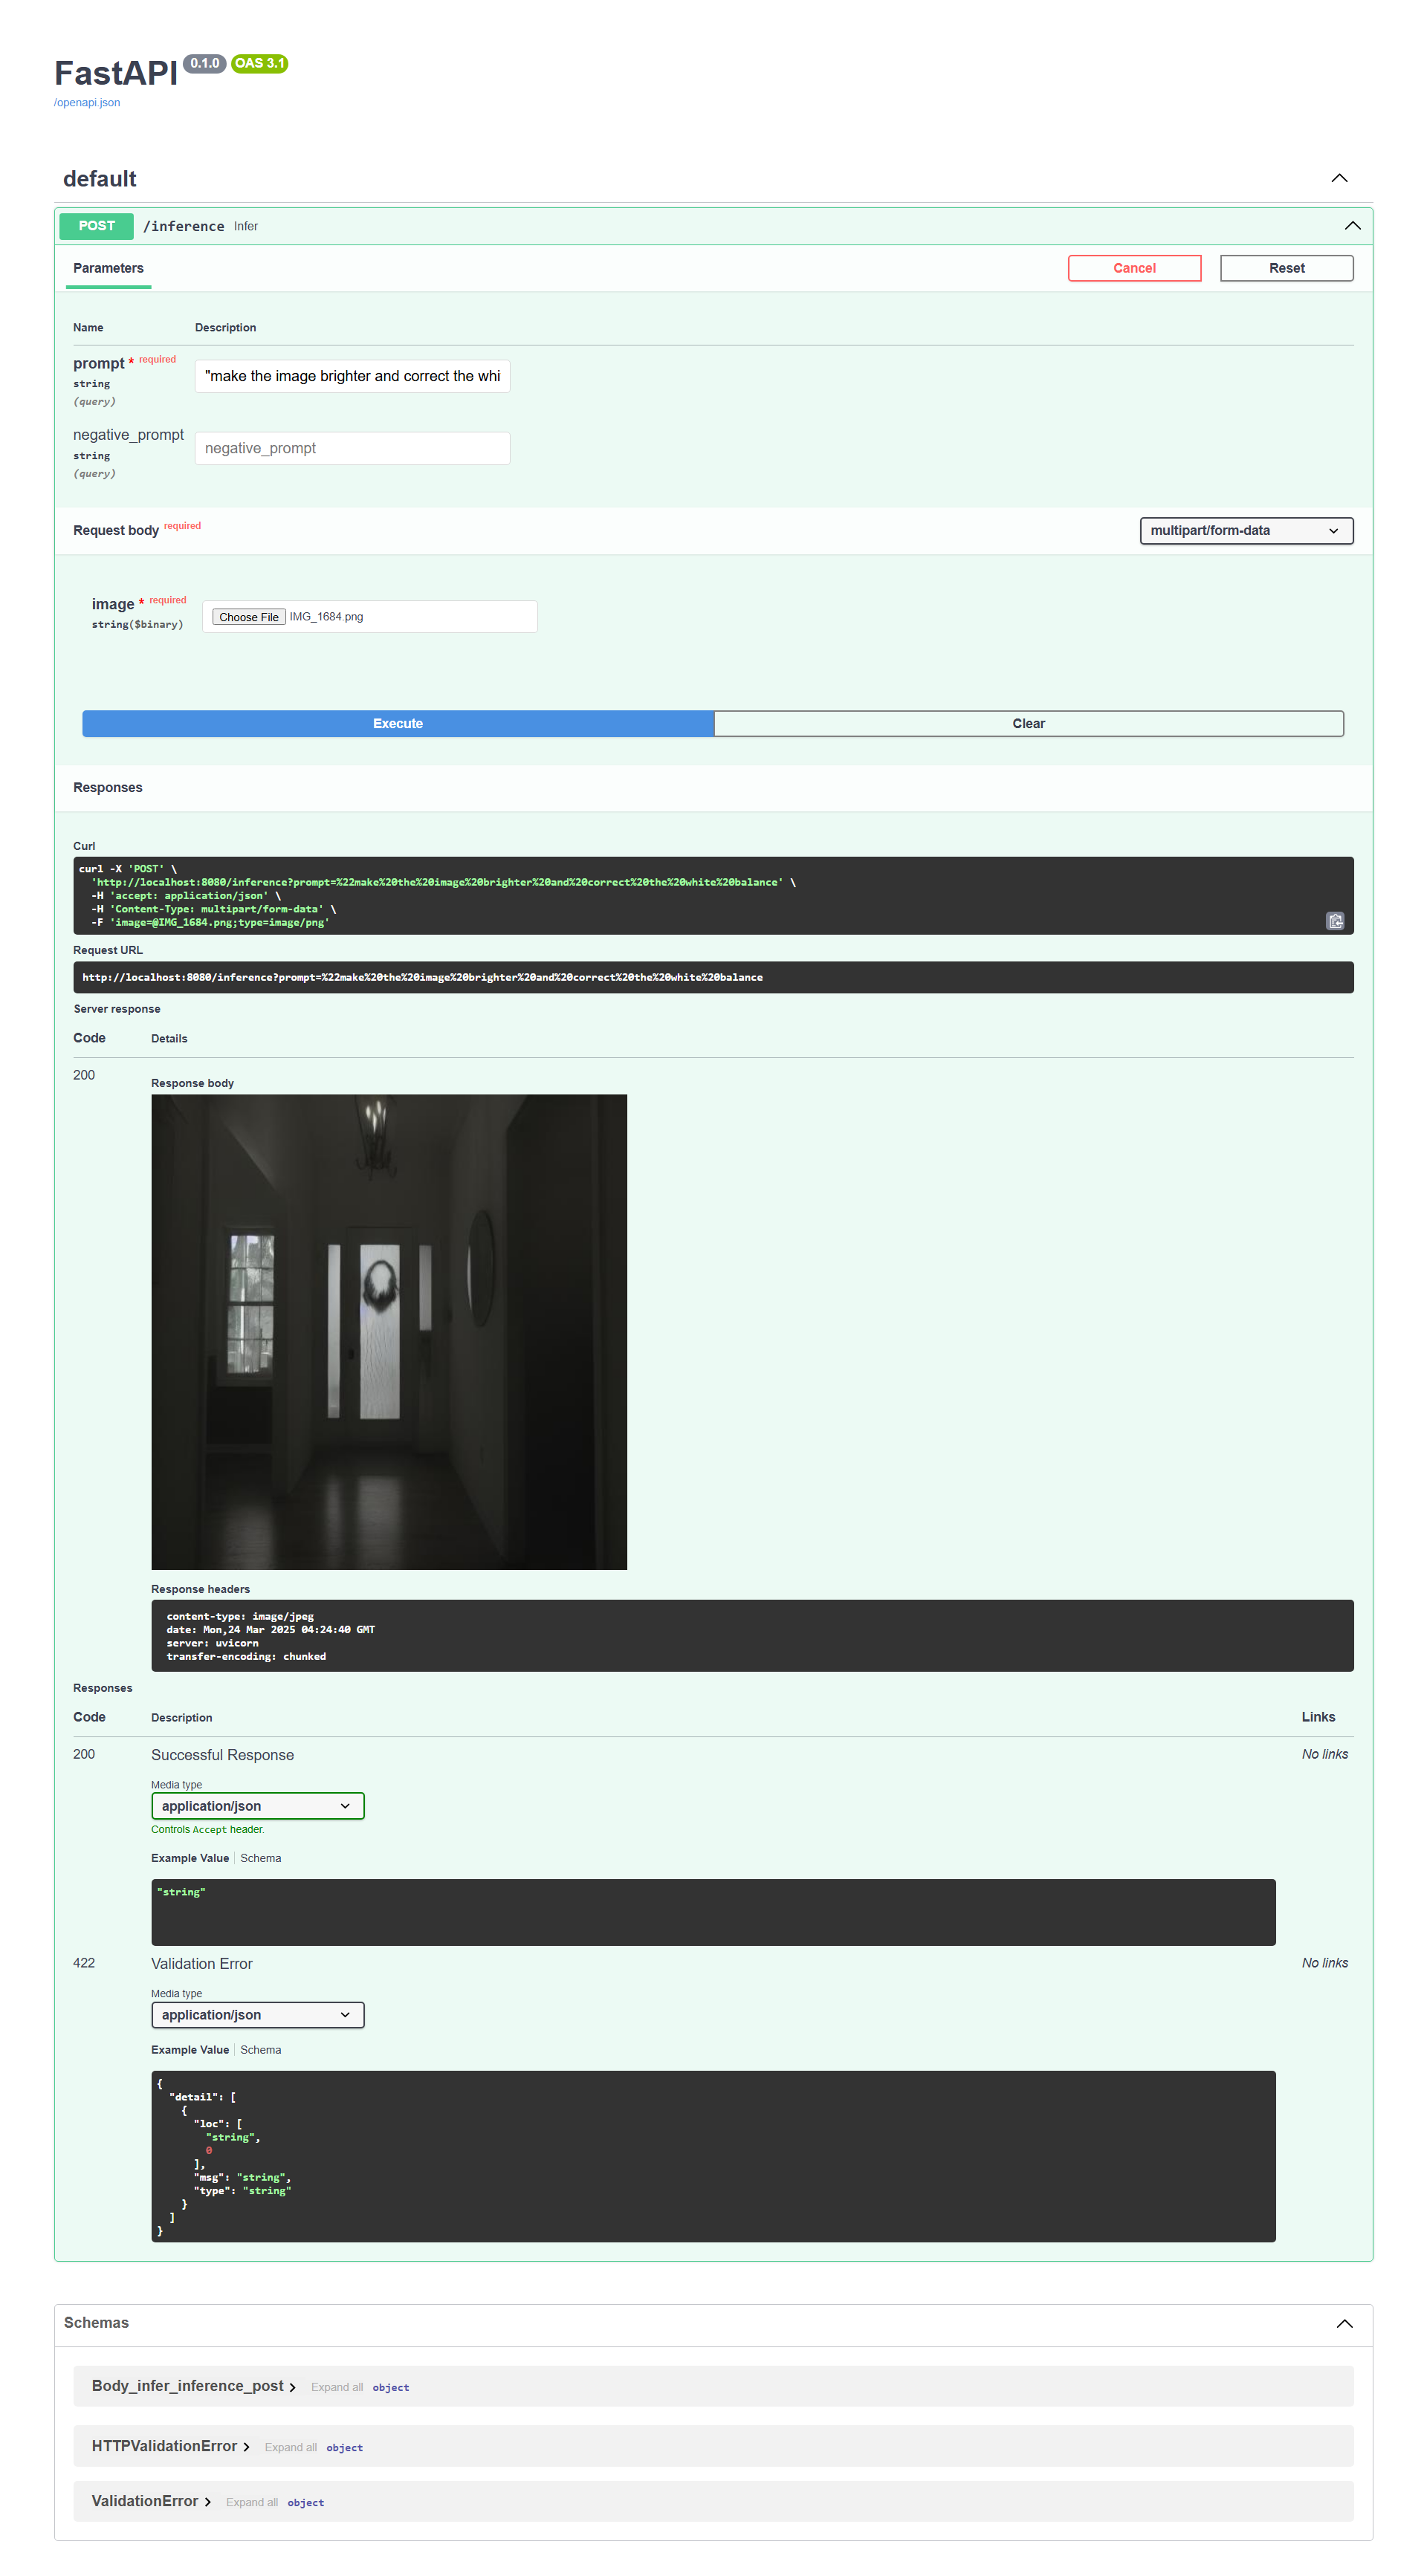 FastAPI 0.1.0 OAS 3.1
/openapi.json
default
POST /inference Infer
Parameters Cancel Reset
Name Description
prompt * required
string
(query)
"make the image brighter and correct the whi
negative_prompt
string
(query)
negative_prompt
Request body required multipart/form-data
image * required
string($binary)
Choose File IMG_1684.png
Execute Clear
Responses
Curl
curl -X 'POST' \
'http://localhost:8080/inference?prompt=%22make%20the%20image%20brighter%20and%20correct%20the%20white%20balance' \
-H 'accept: application/json' \
-H 'Content-Type: multipart/form-data' \
-F 'image=@IMG_1684.png;type=image/png'
Request URL
http://localhost:8080/inference?prompt=%22make%20the%20image%20brighter%20and%20correct%20the%20white%20balance
Server response
Code Details
200
Response body
Response headers
content-type: image/jpeg
date: Mon,24 Mar 2025 04:24:40 GMT
server: uvicorn
transfer-encoding: chunked
Responses
Code Description Links
200 Successful Response No links
Media type
application/json
Controls Accept header.
Example Value Schema
"string"
422 Validation Error No links
Media type
application/json
Example Value Schema
{
"detail": [
{
"loc": [
"string",
0
],
"msg": "string",
"type": "string"
}
]
}
Schemas
Body_infer_inference_post Expand all object
HTTPValidationError Expand all object
ValidationError Expand all object